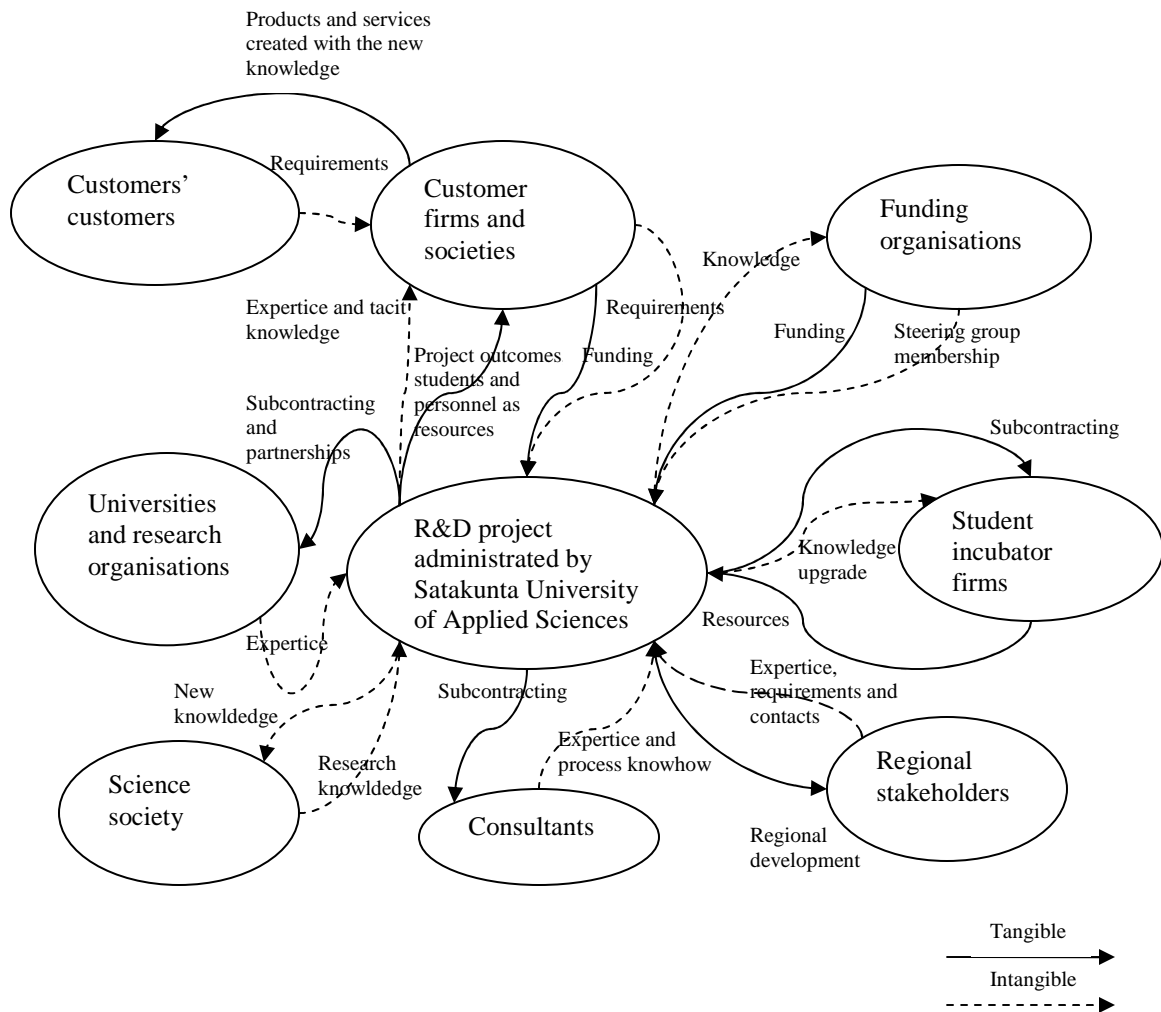 Products and services
created with the new
knowledge
Requirements
Customers’
customers
Customer
firms and
societies
Funding
organisations
Knowledge
Expertice and tacit
knowledge
Requirements
Funding
Steering group
membership
Project outcomes
students and
personnel as
resources
Funding
Subcontracting
and
partnerships
Subcontracting
Universities
and research
organisations
R&D project
administrated by
Satakunta University
of Applied Sciences
Student
incubator
firms
Knowledge
upgrade
Expertice
Resources
New
knowldedge
Subcontracting
Expertice,
requirements and
contacts
Research
knowldedge
Expertice and
process knowhow
Science
society
Consultants
Regional
stakeholders
Regional
development
Tangible
Intangible